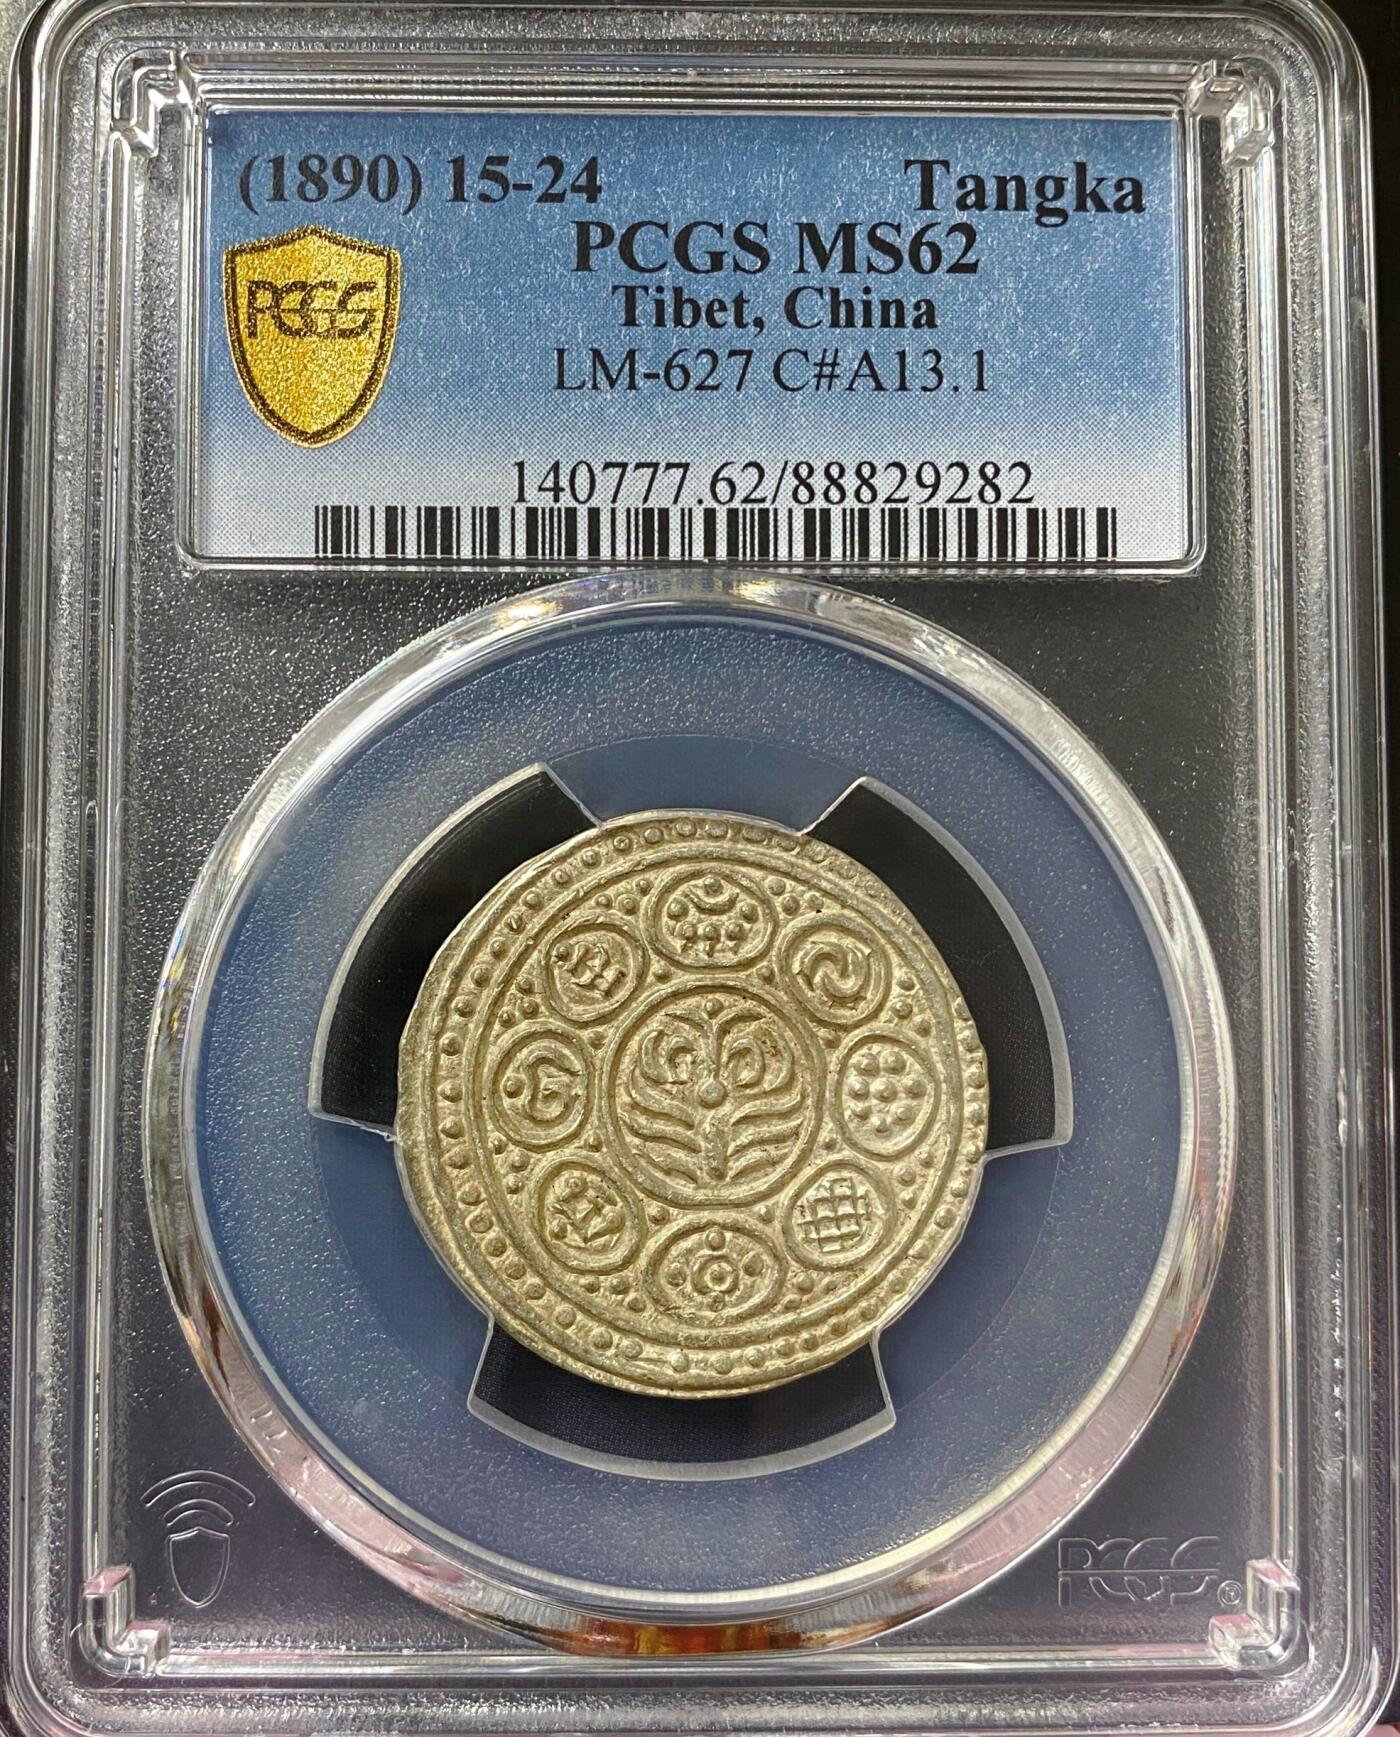 (1890) 15-24 Tangka
PCGS MS62
PCGS
Tibet, China
LM-627 C#A13.1
140777.62/88829282
PCGS®